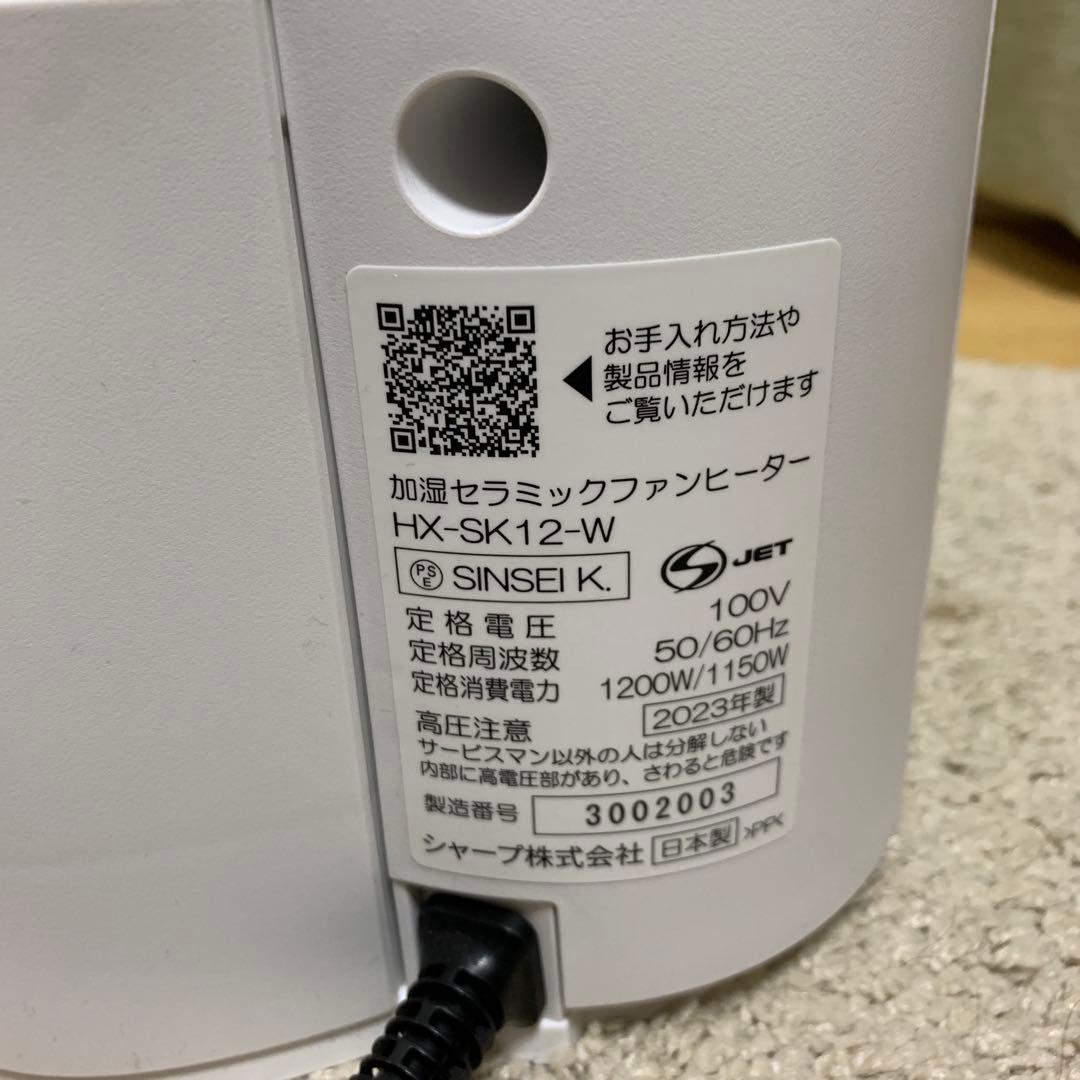 お手入れ方法や
製品情報を
ご覧いただけます
加湿セラミックファンヒーター
HX-SK12-W
PSE SINSEI K.
S JET
定格電圧 100V
定格周波数 50/60Hz
定格消費電力 1200W/1150W
高圧注意 2023年製
サービスマン以外の人は分解しない
内部に高電圧部があり、さわると危険です
製造番号 3002003
シャープ株式会社 日本製 >PP<